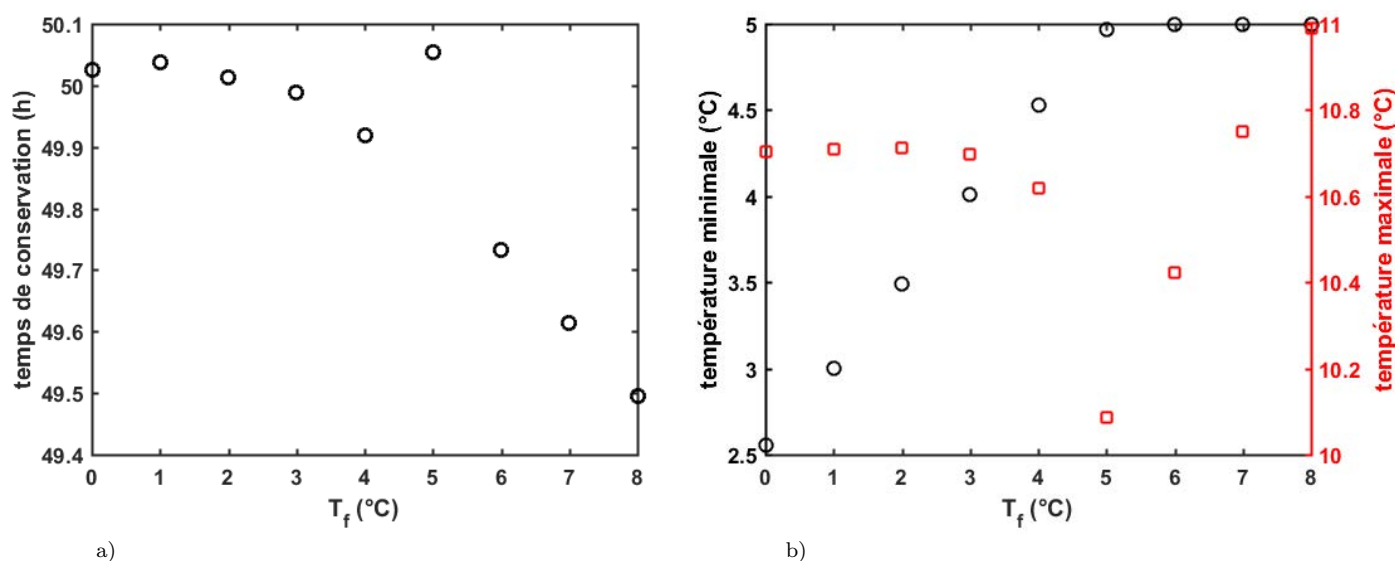 50.1
50
49.9
49.8
49.7
49.6
49.5
49.4
temps de conservation (h)
0 1 2 3 4 5 6 7 8
T_f (°C)
a)
5
4.5
4
3.5
3
2.5
température minimale (°C)
0 1 2 3 4 5 6 7 8
T_f (°C)
11
10.8
10.6
10.4
10.2
10
température maximale (°C)
b)